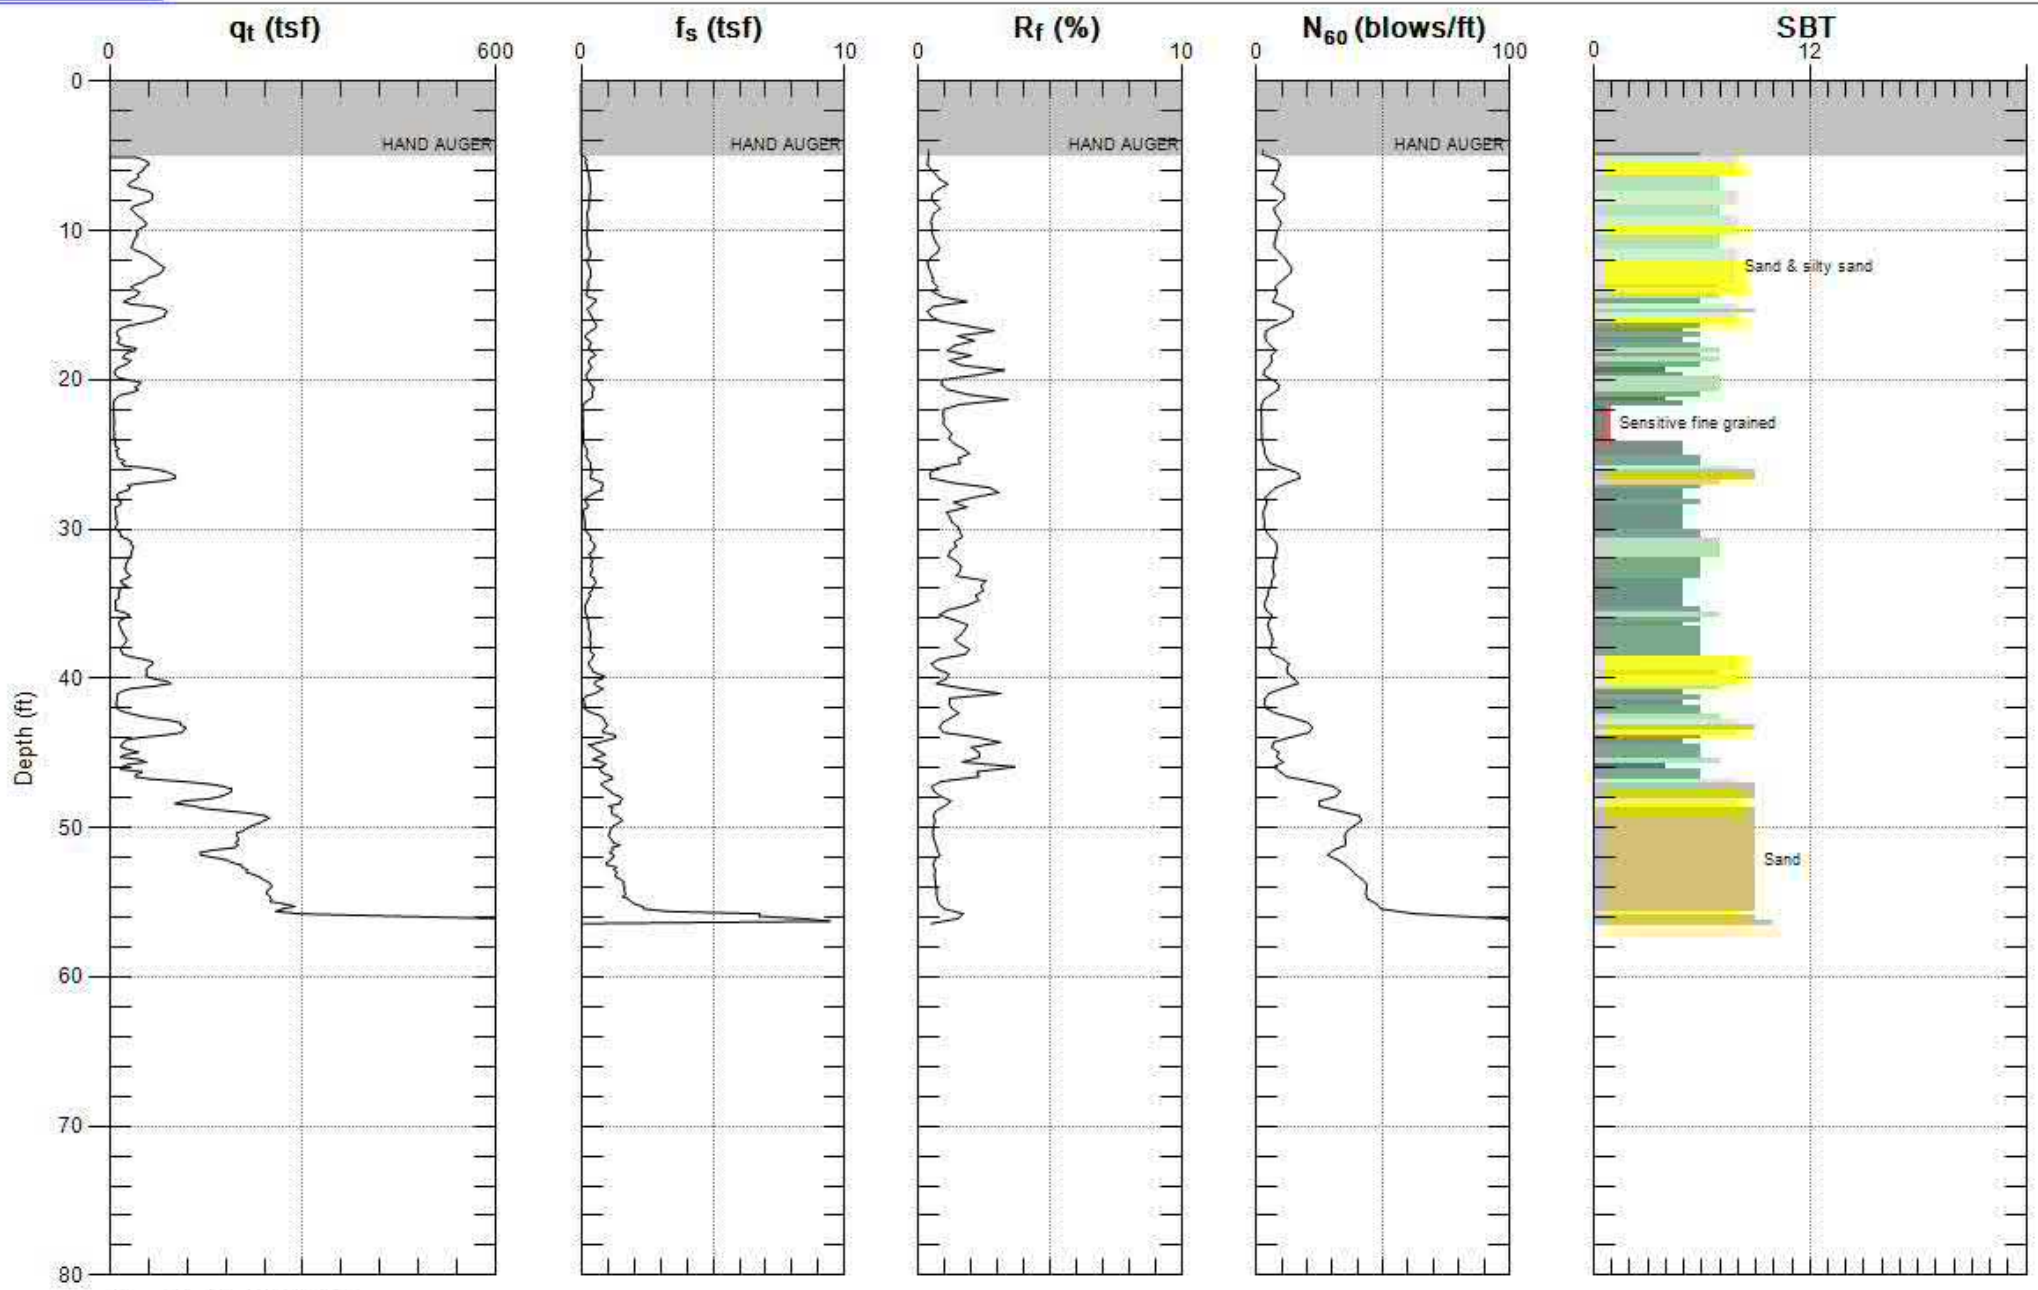 qt (tsf) fs (tsf) Rf (%) N60 (blows/ft) SBT
0 600 0 10 0 10 0 100 0 12
0
HAND AUGER HAND AUGER HAND AUGER HAND AUGER
10
Sand & silty sand
20
Sensitive fine grained
30
40
Depth (ft)
50
Sand
60
70
80